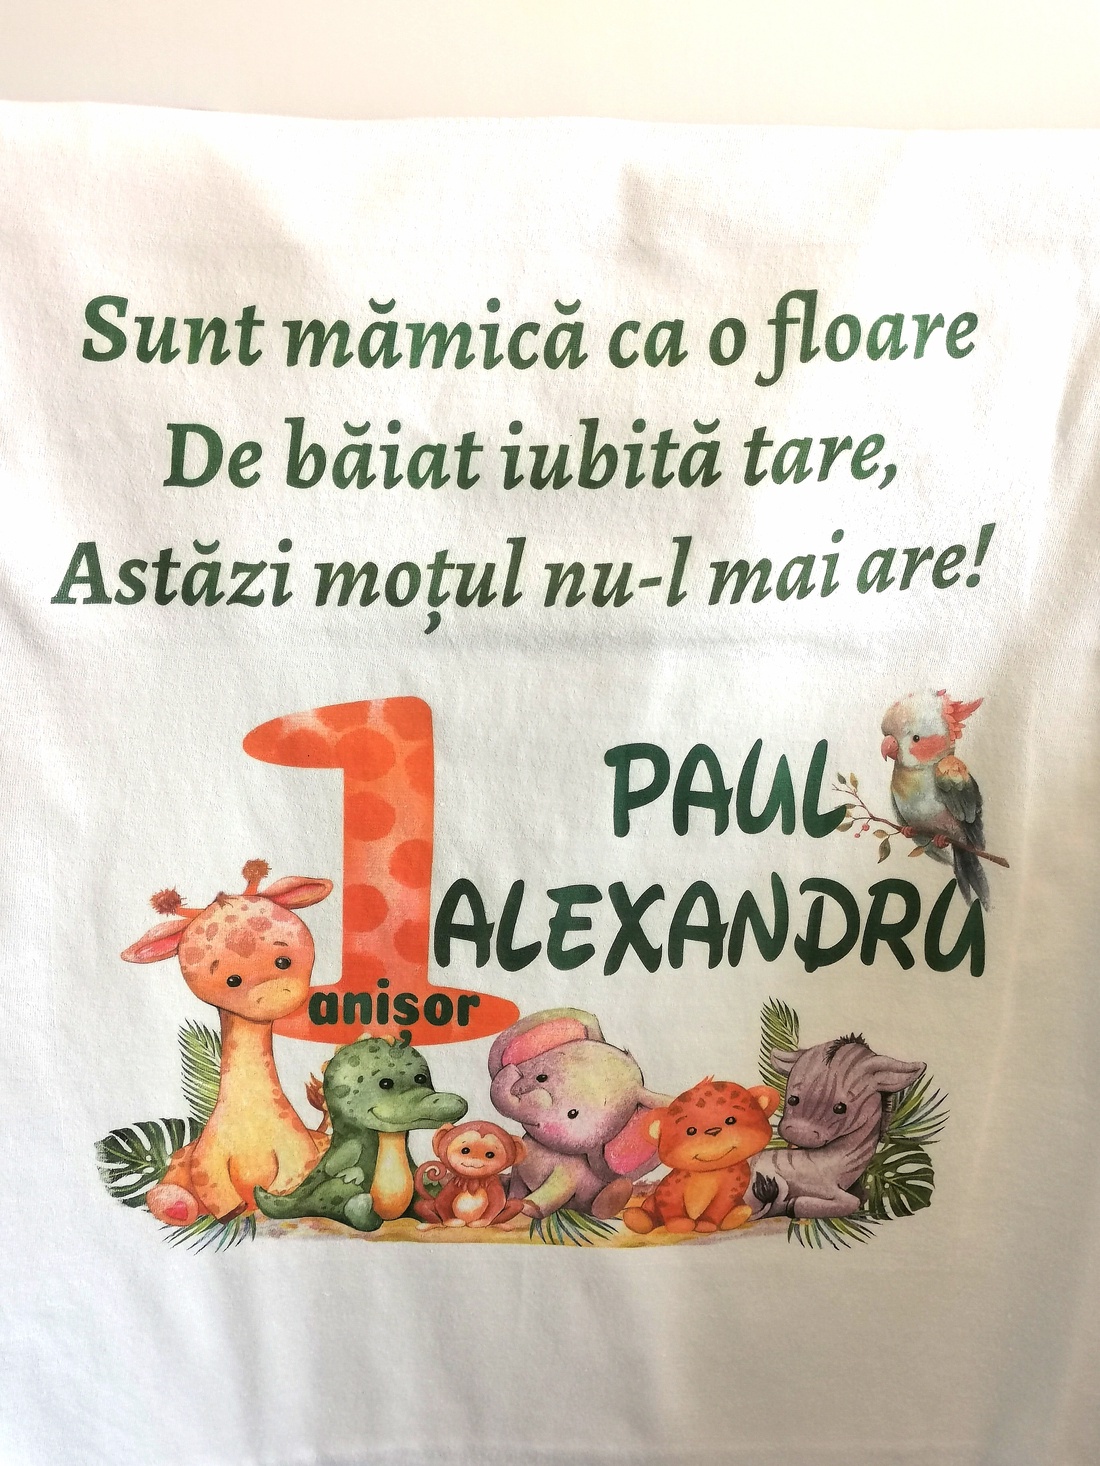 Sunt mămică ca o floare
De băiat iubită tare,
Astăzi moțul nu-l mai are!
1
anișor
PAUL
ALEXANDRU